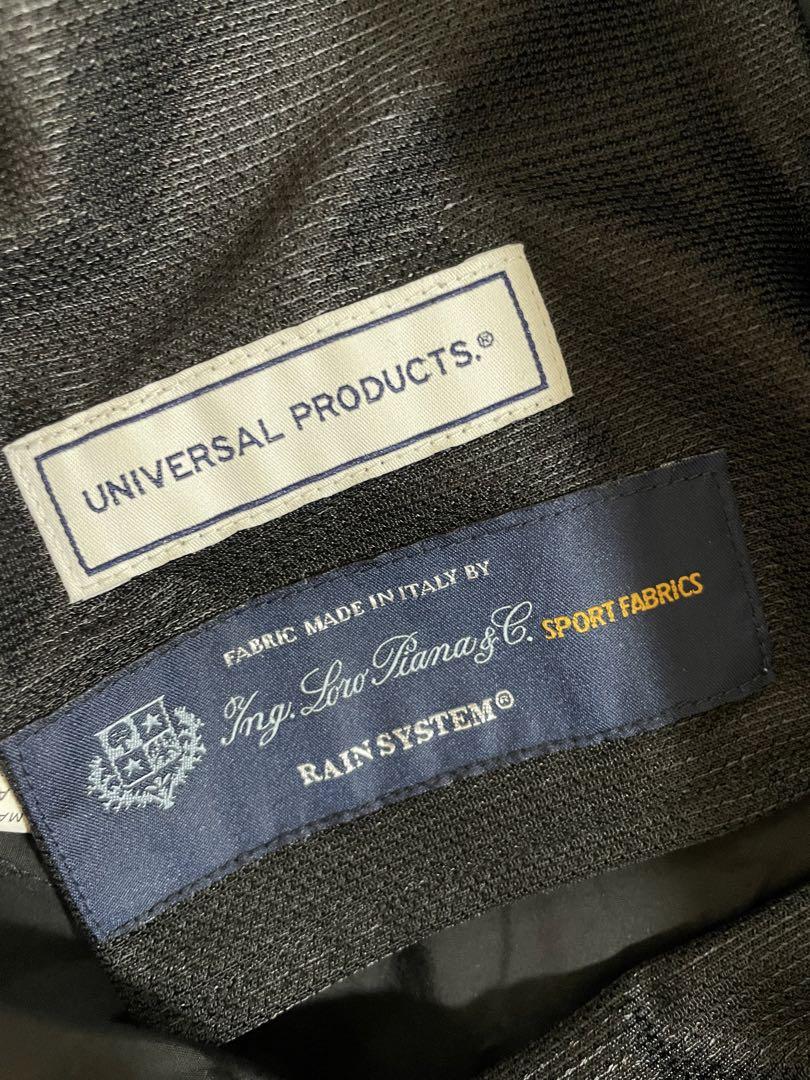 UNIVERSAL PRODUCTS.®
FABRIC MADE IN ITALY BY
Ing. Loro Piana & C. SPORT FABRICS
RAIN SYSTEM®